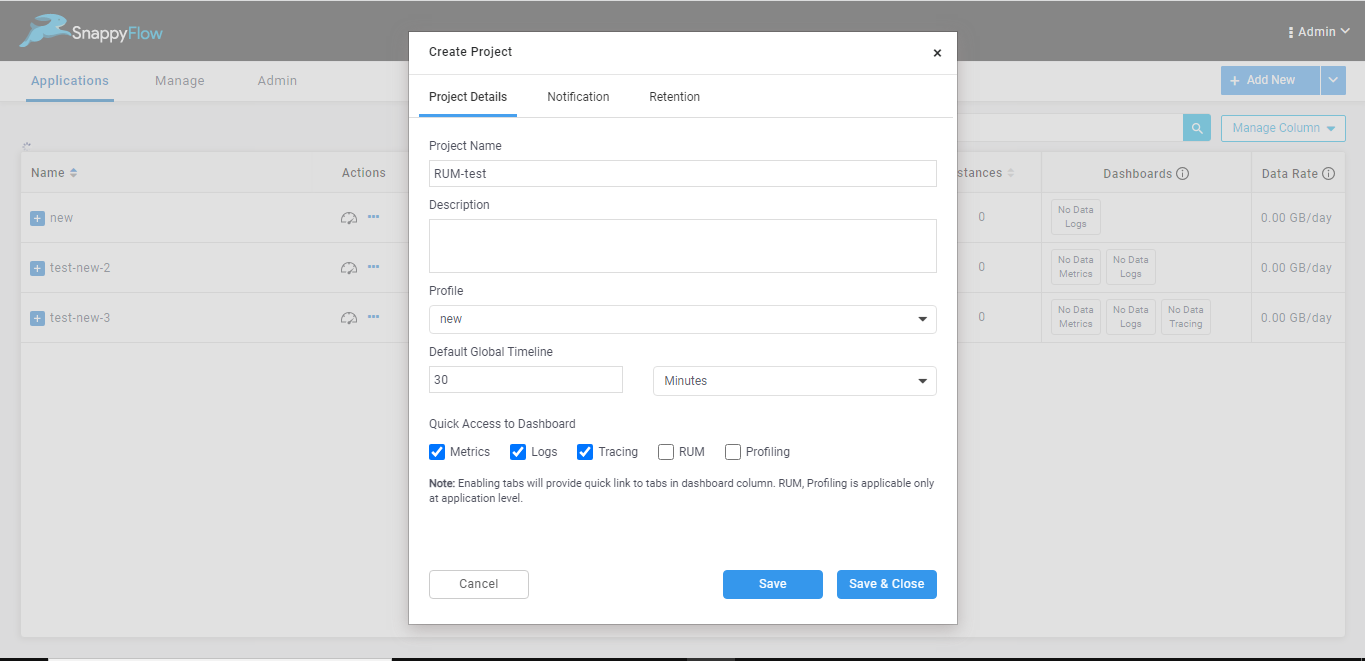 SnappyFlow
Admin
Applications Manage Admin
+ Add New
Manage Column
Name Actions stances Dashboards Data Rate
new 0 No Data Logs 0.00 GB/day
test-new-2 0 No Data Metrics No Data Logs 0.00 GB/day
test-new-3 0 No Data Metrics No Data Logs No Data Tracing 0.00 GB/day
Create Project ×
Project Details Notification Retention
Project Name
RUM-test
Description
Profile
new
Default Global Timeline
30 Minutes
Quick Access to Dashboard
Metrics Logs Tracing RUM Profiling
Note: Enabling tabs will provide quick link to tabs in dashboard column. RUM, Profiling is applicable only
at application level.
Cancel Save Save & Close